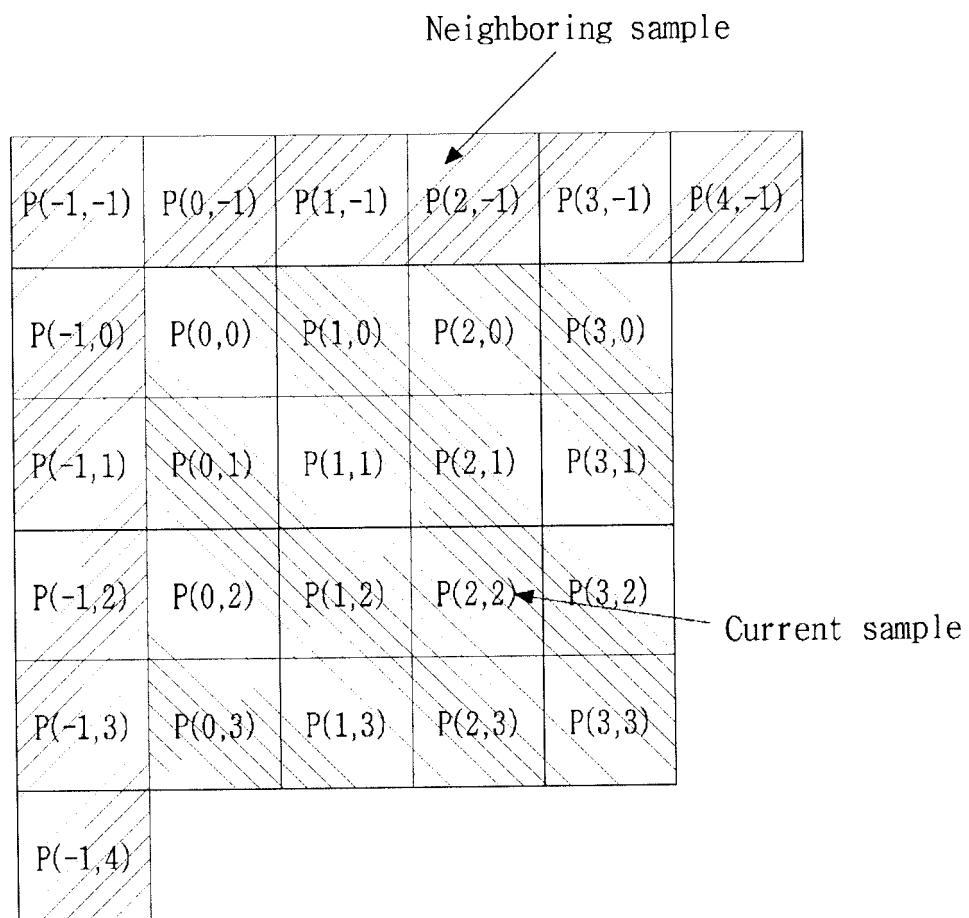 Neighboring sample
P(-1,-1) P(0,-1) P(1,-1) P(2,-1) P(3,-1) P(4,-1)
P(-1,0) P(0,0) P(1,0) P(2,0) P(3,0)
P(-1,1) P(0,1) P(1,1) P(2,1) P(3,1)
P(-1,2) P(0,2) P(1,2) P(2,2) P(3,2)
Current sample
P(-1,3) P(0,3) P(1,3) P(2,3) P(3,3)
P(-1,4)